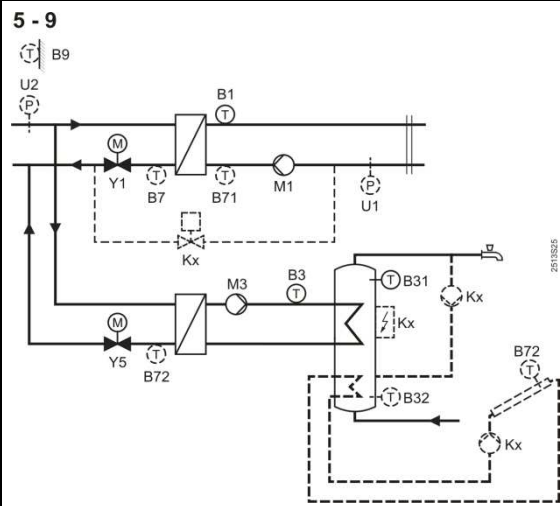 5 - 9
T B9
U2
P
B1
T
M
Y1
T
B7
T
B71
M1
P
U1
Kx
2513S25
M3
B3
T
T B31
Kx
Kx
M
Y5
T
B72
T B32
B72
T
Kx